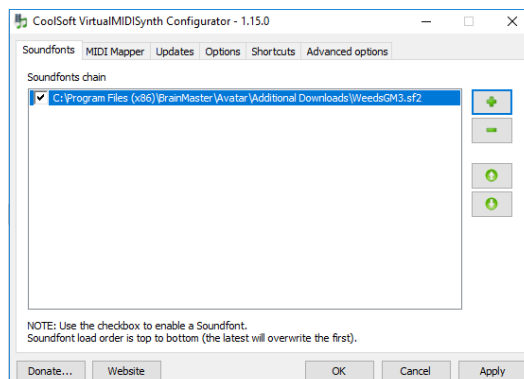 CoolSoft VirtualMIDISynth Configurator - 1.15.0
Soundfonts MIDI Mapper Updates Options Shortcuts Advanced options
Soundfonts chain
C:\Program Files (x86)\BrainMaster\Avatar\Additional Downloads\WeedsGM3.sf2
NOTE: Use the checkbox to enable a Soundfont.
Soundfont load order is top to bottom (the latest will overwrite the first).
Donate... Website OK Cancel Apply